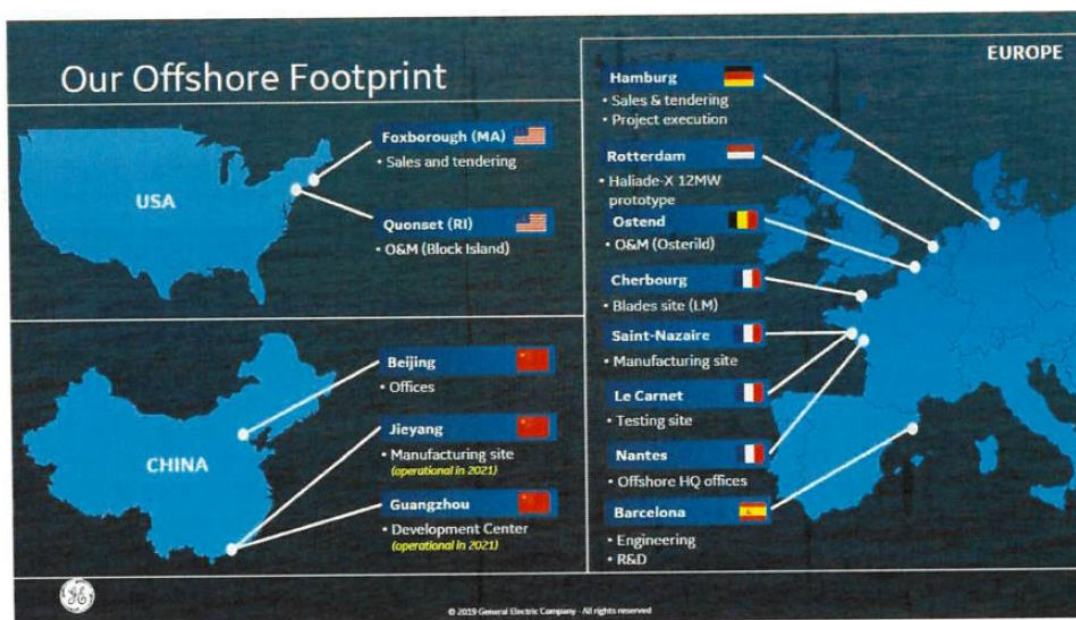 Our Offshore Footprint
USA
Foxborough (MA)
• Sales and tendering
Quonset (RI)
• O&M (Block Island)
CHINA
Beijing
• Offices
Jieyang
• Manufacturing site
(operational in 2021)
Guangzhou
• Development Center
(operational in 2021)
EUROPE
Hamburg
• Sales & tendering
• Project execution
Rotterdam
• Haliade-X 12MW
prototype
Ostend
• O&M (Osterild)
Cherbourg
• Blades site (LM)
Saint-Nazaire
• Manufacturing site
Le Carnet
• Testing site
Nantes
• Offshore HQ offices
Barcelona
• Engineering
• R&D
GE
© 2019 General Electric Company - All rights reserved